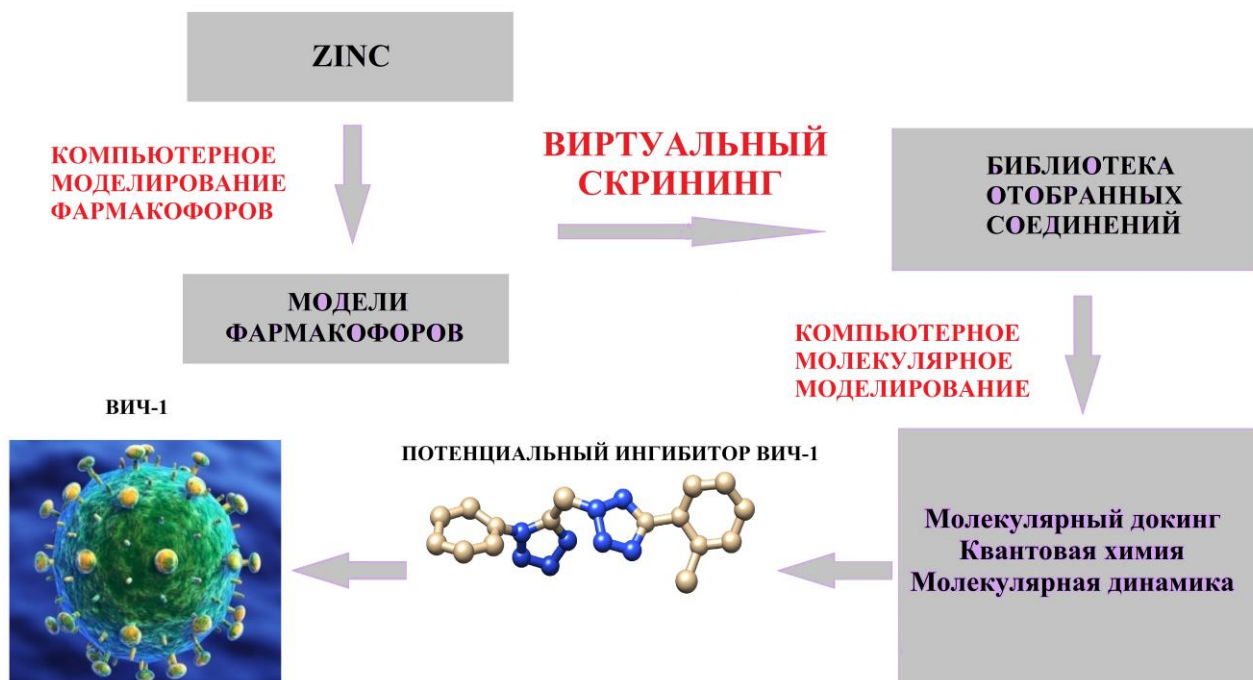 ZINC
КОМПЬЮТЕРНОЕ
МОДЕЛИРОВАНИЕ
ФАРМАКОФОРОВ
ВИРТУАЛЬНЫЙ
СКРИНИНГ
БИБЛИОТЕКА
ОТОБРАННЫХ
СОЕДИНЕНИЙ
МОДЕЛИ
ФАРМАКОФОРОВ
КОМПЬЮТЕРНОЕ
МОЛЕКУЛЯРНОЕ
МОДЕЛИРОВАНИЕ
ВИЧ-1
ПОТЕНЦИАЛЬНЫЙ ИНГИБИТОР ВИЧ-1
Молекулярный докинг
Квантовая химия
Молекулярная динамика